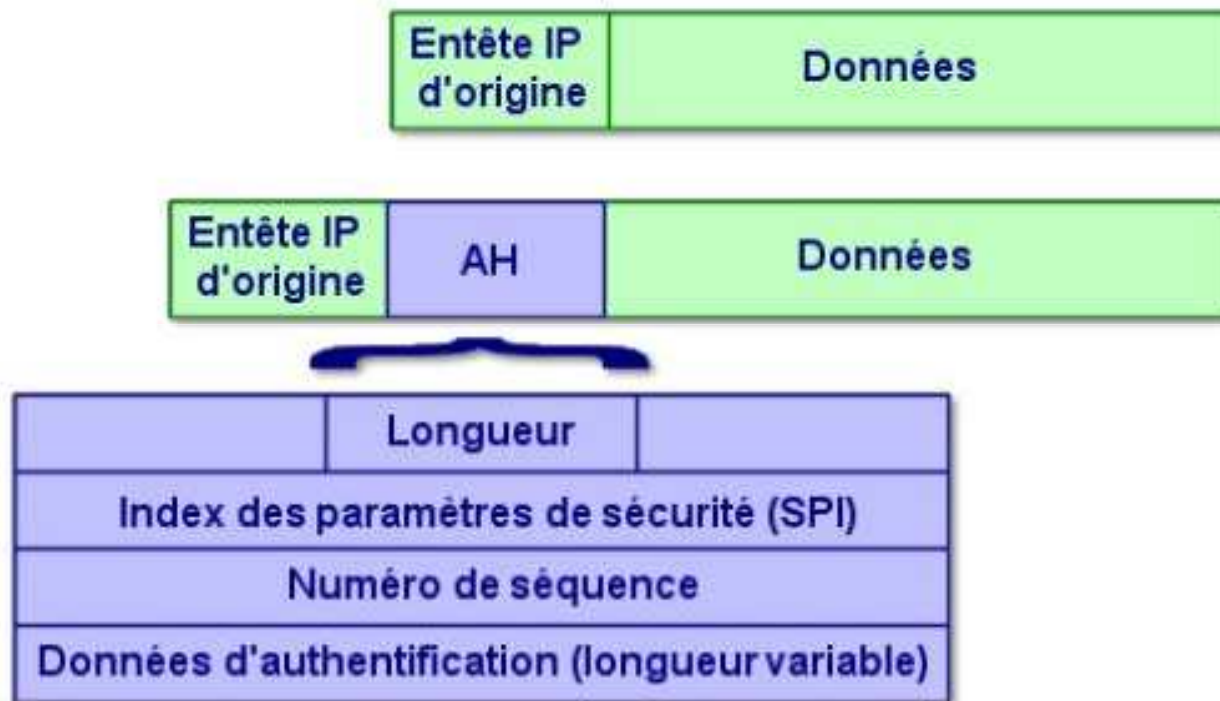 Entête IP
d'origine
Données
Entête IP
d'origine
AH
Données
Longueur
Index des paramètres de sécurité (SPI)
Numéro de séquence
Données d'authentification (longueur variable)